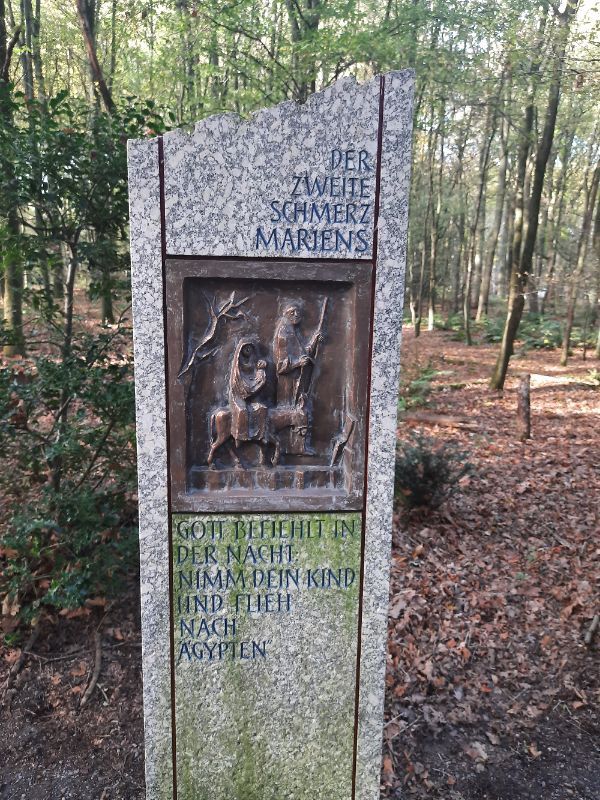 DER
ZWEITE
SCHMERZ
MARIENS
GOTT BEFIEHLT IN
DER NACHT:
NIMM DEIN KIND
UND FLIEH
NACH
ÄGYPTEN